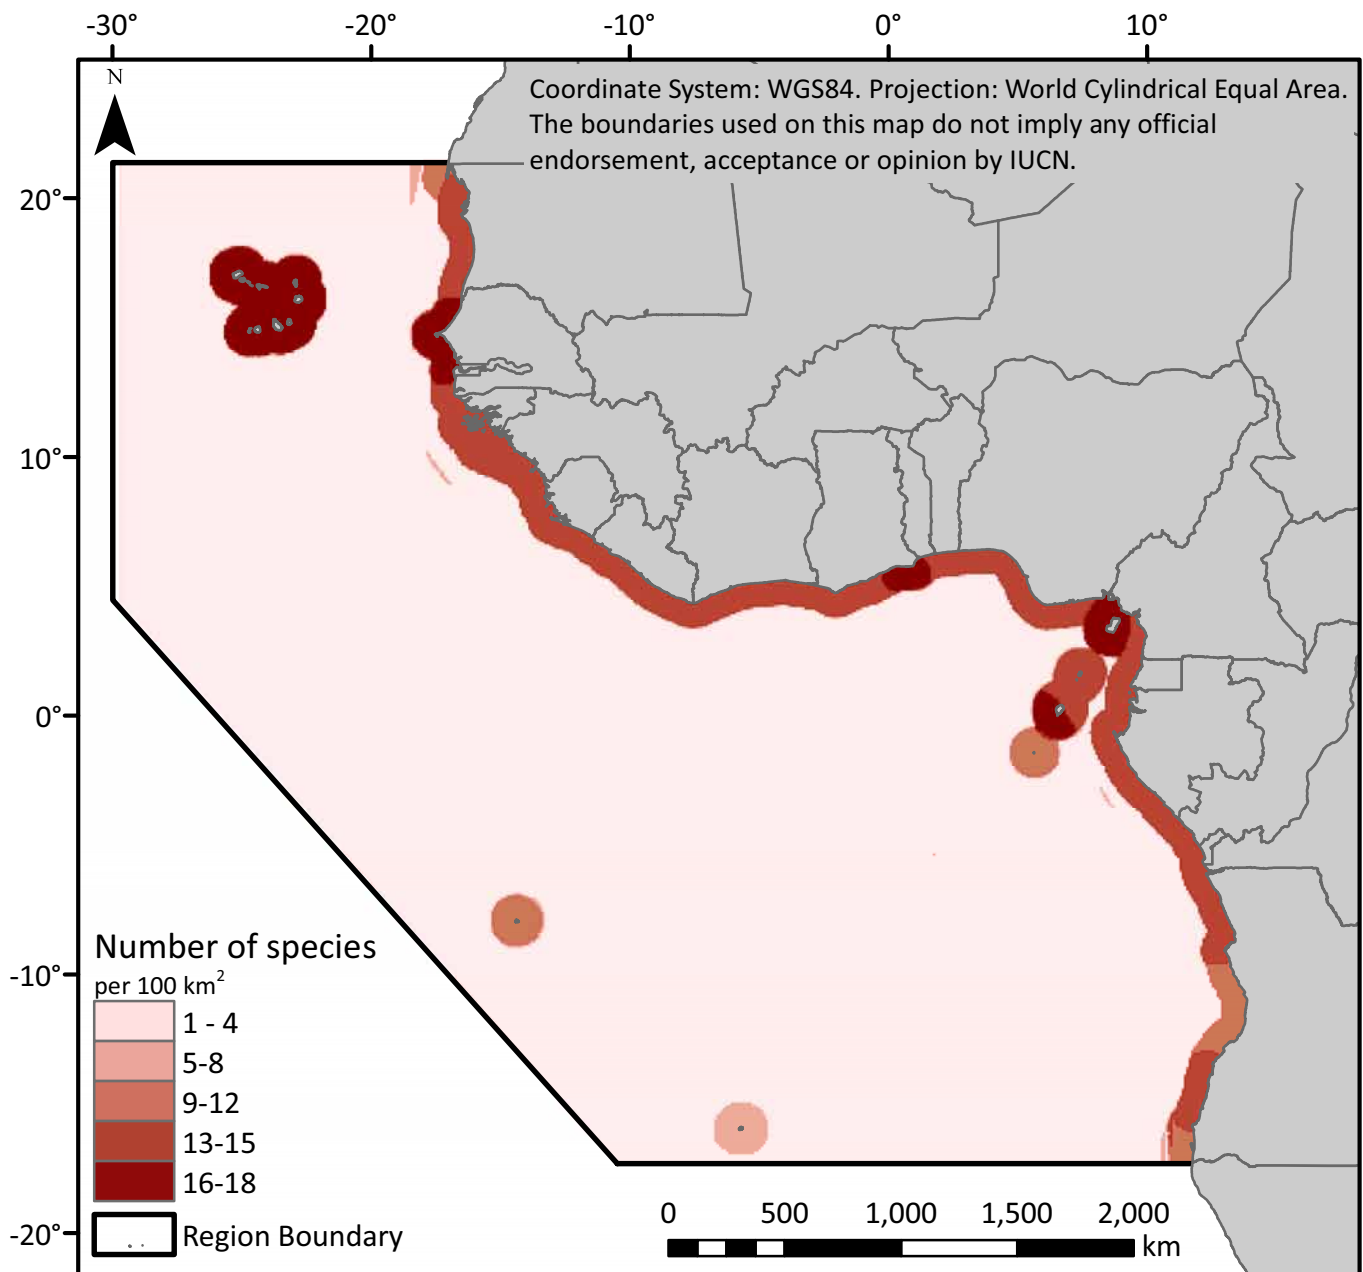 -30° -20° -10° 0° 10°
N
Coordinate System: WGS84. Projection: World Cylindrical Equal Area.
The boundaries used on this map do not imply any official
endorsement, acceptance or opinion by IUCN.
20°
10°
0°
-10°
-20°
Number of species
per 100 km²
1 - 4
5-8
9-12
13-15
16-18
Region Boundary
0 500 1,000 1,500 2,000
km